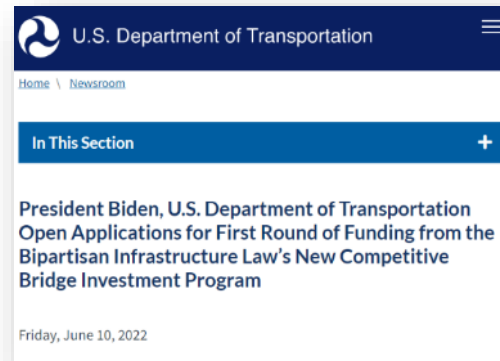 U.S. Department of Transportation
Home \ Newsroom
In This Section +
President Biden, U.S. Department of Transportation
Open Applications for First Round of Funding from the
Bipartisan Infrastructure Law's New Competitive
Bridge Investment Program
Friday, June 10, 2022